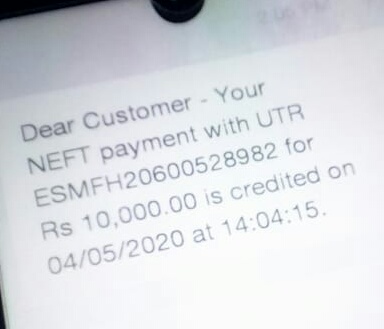 Dear Customer - Your
NEFT payment with UTR
ESMFH20600528982 for
Rs 10,000.00 is credited on
04/05/2020 at 14:04:15.